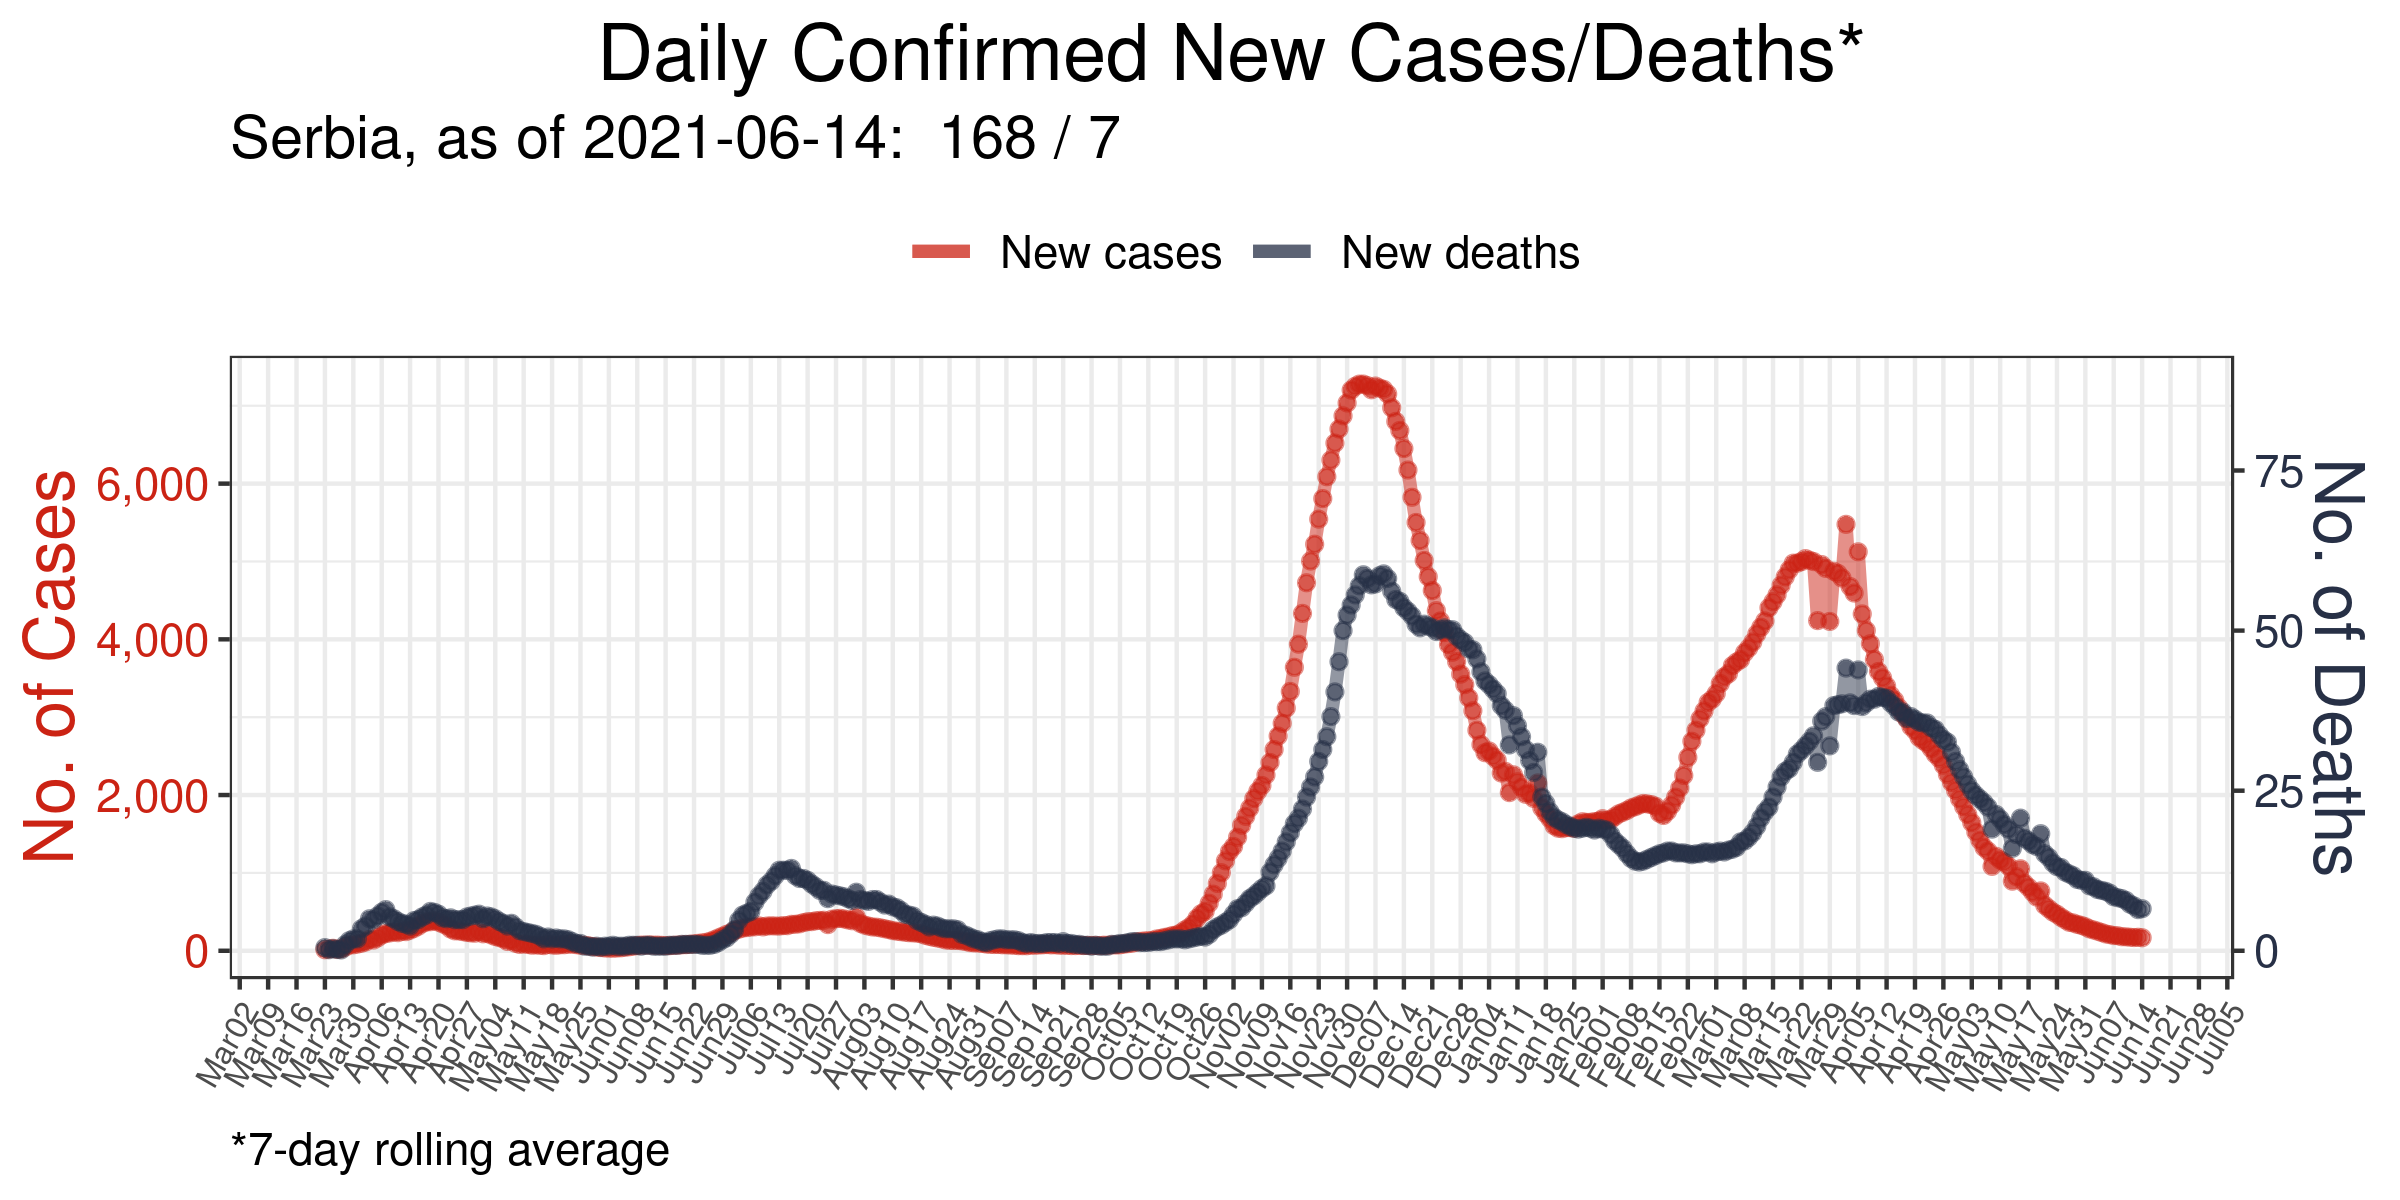 Daily Confirmed New Cases/Deaths*
Serbia, as of 2021-06-14:  168 / 7
New cases
New deaths
No. of Cases
6,000
4,000
2,000
0
75
50
25
0
No. of Deaths
Mar02
Mar09
Mar16
Mar23
Mar30
Apr06
Apr13
Apr20
Apr27
May04
May11
May18
May25
Jun01
Jun08
Jun15
Jun22
Jun29
Jul06
Jul13
Jul20
Jul27
Aug03
Aug10
Aug17
Aug24
Aug31
Sep07
Sep14
Sep21
Sep28
Oct05
Oct12
Oct19
Oct26
Nov02
Nov09
Nov16
Nov23
Nov30
Dec07
Dec14
Dec21
Dec28
Jan04
Jan11
Jan18
Jan25
Feb01
Feb08
Feb15
Feb22
Mar01
Mar08
Mar15
Mar22
Mar29
Apr05
Apr12
Apr19
Apr26
May03
May10
May17
May24
May31
Jun07
Jun14
Jun21
Jun28
Jul05
*7-day rolling average